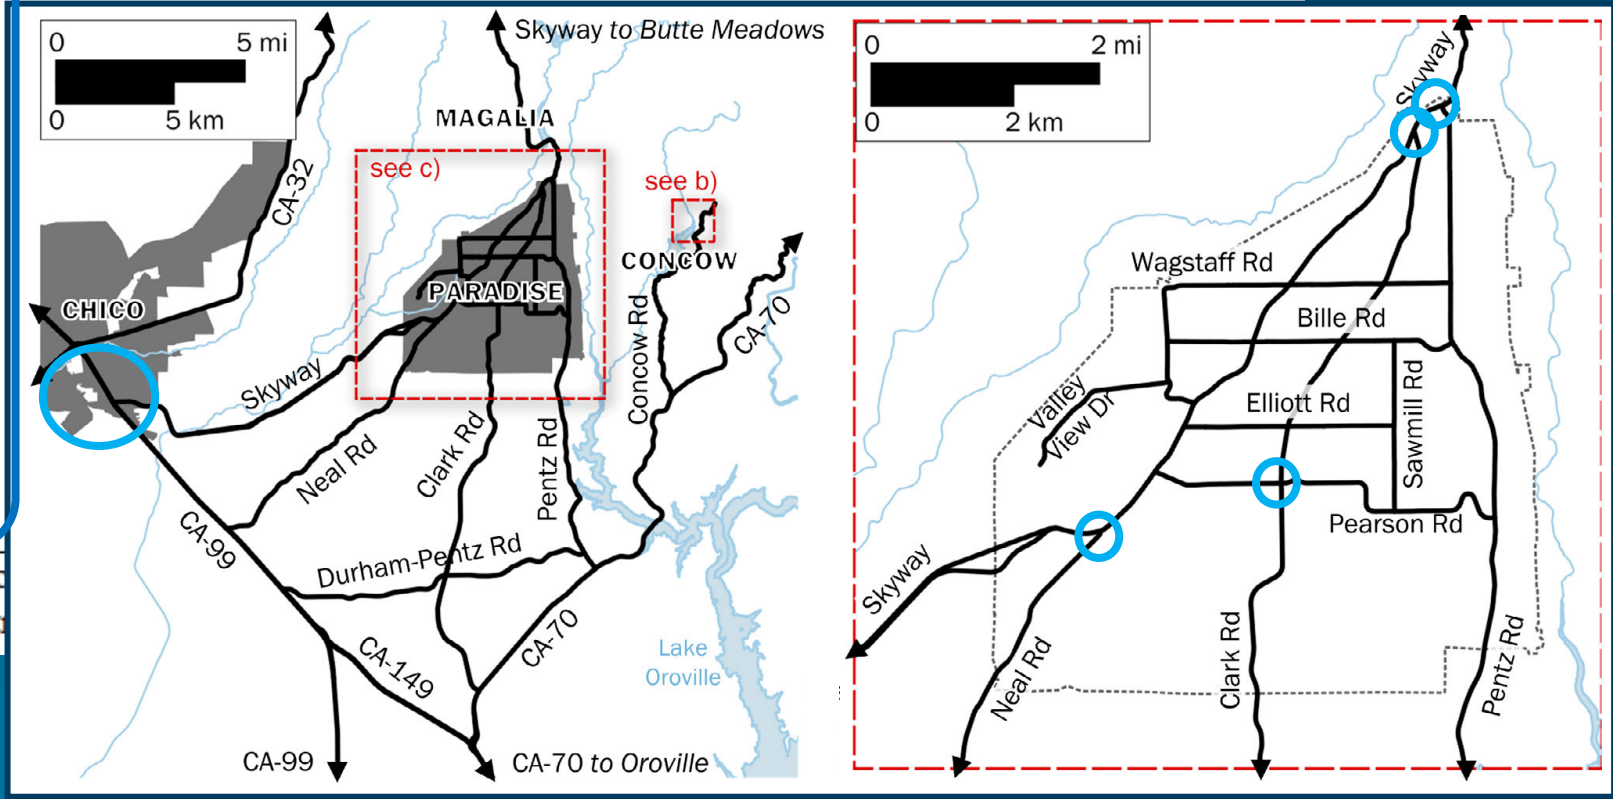 0
5 mi
0
5 km
Skyway to Butte Meadows
MAGALIA
see c)
see b)
CA-32
CONCOW
PARADISE
CHICO
CA-70
Concow Rd
Skyway
Clark Rd
Pentz Rd
Neal Rd
CA-99
Durham-Pentz Rd
CA-70
CA-149
Lake
Oroville
CA-99
CA-70 to Oroville
0
2 mi
0
2 km
Skyway
Wagstaff Rd
Bille Rd
Valley
View Dr
Elliott Rd
Sawmill Rd
Pearson Rd
Skyway
Neal Rd
Clark Rd
Pentz Rd